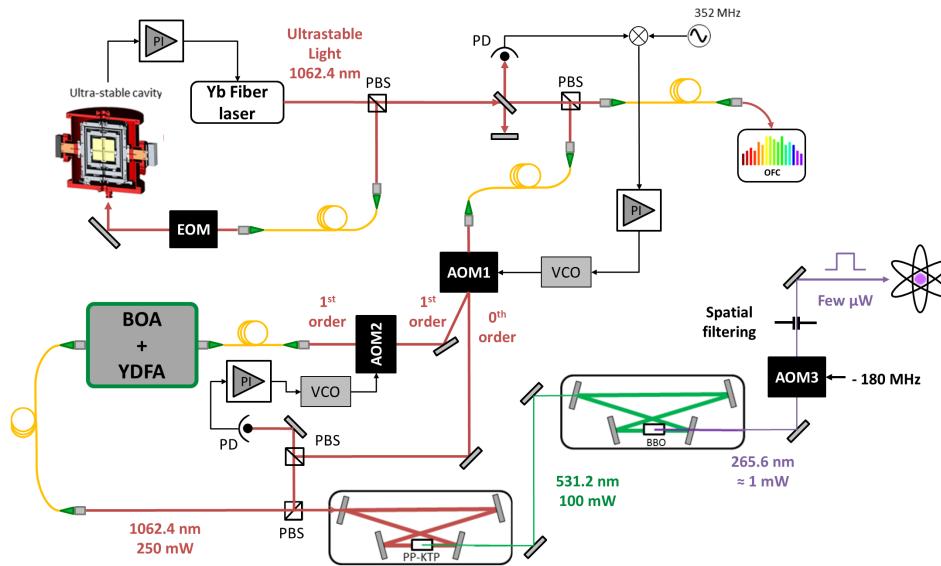 352 MHz
PI
Ultrastable
Light
1062.4 nm
PD
PBS
PBS
Ultra-stable cavity
Yb Fiber
laser
OFC
PI
EOM
AOM1
VCO
Few µW
1st
order
1st
order
0th
order
Spatial
filtering
BOA
+
YDFA
AOM2
PI
VCO
AOM3
- 180 MHz
PD
PBS
BBO
265.6 nm
≈ 1 mW
531.2 nm
100 mW
1062.4 nm
250 mW
PBS
PP-KTP